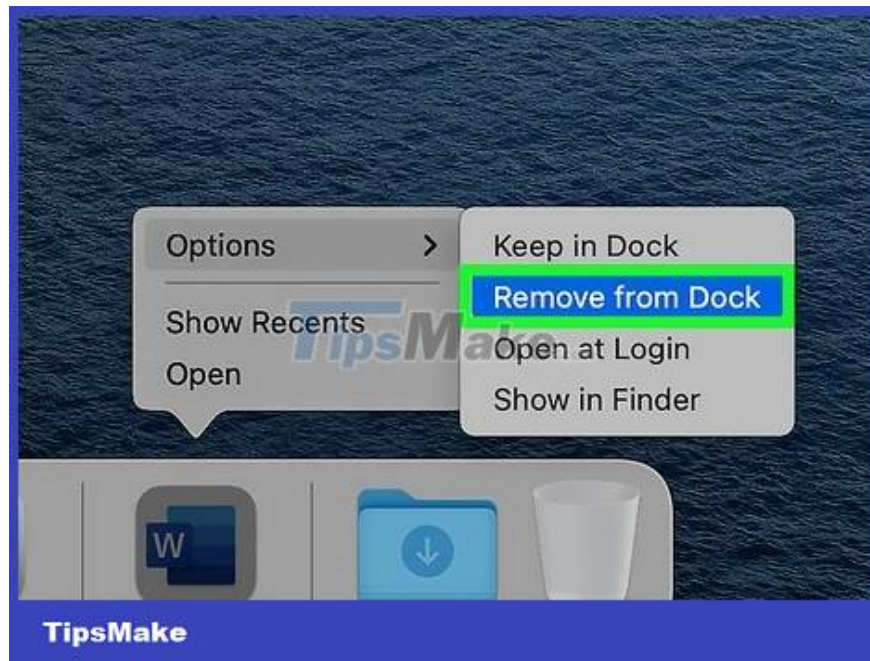 Options
Keep in Dock
Remove from Dock
Show Recents
Open at Login
Open
Show in Finder
TipsMake
W
TipsMake